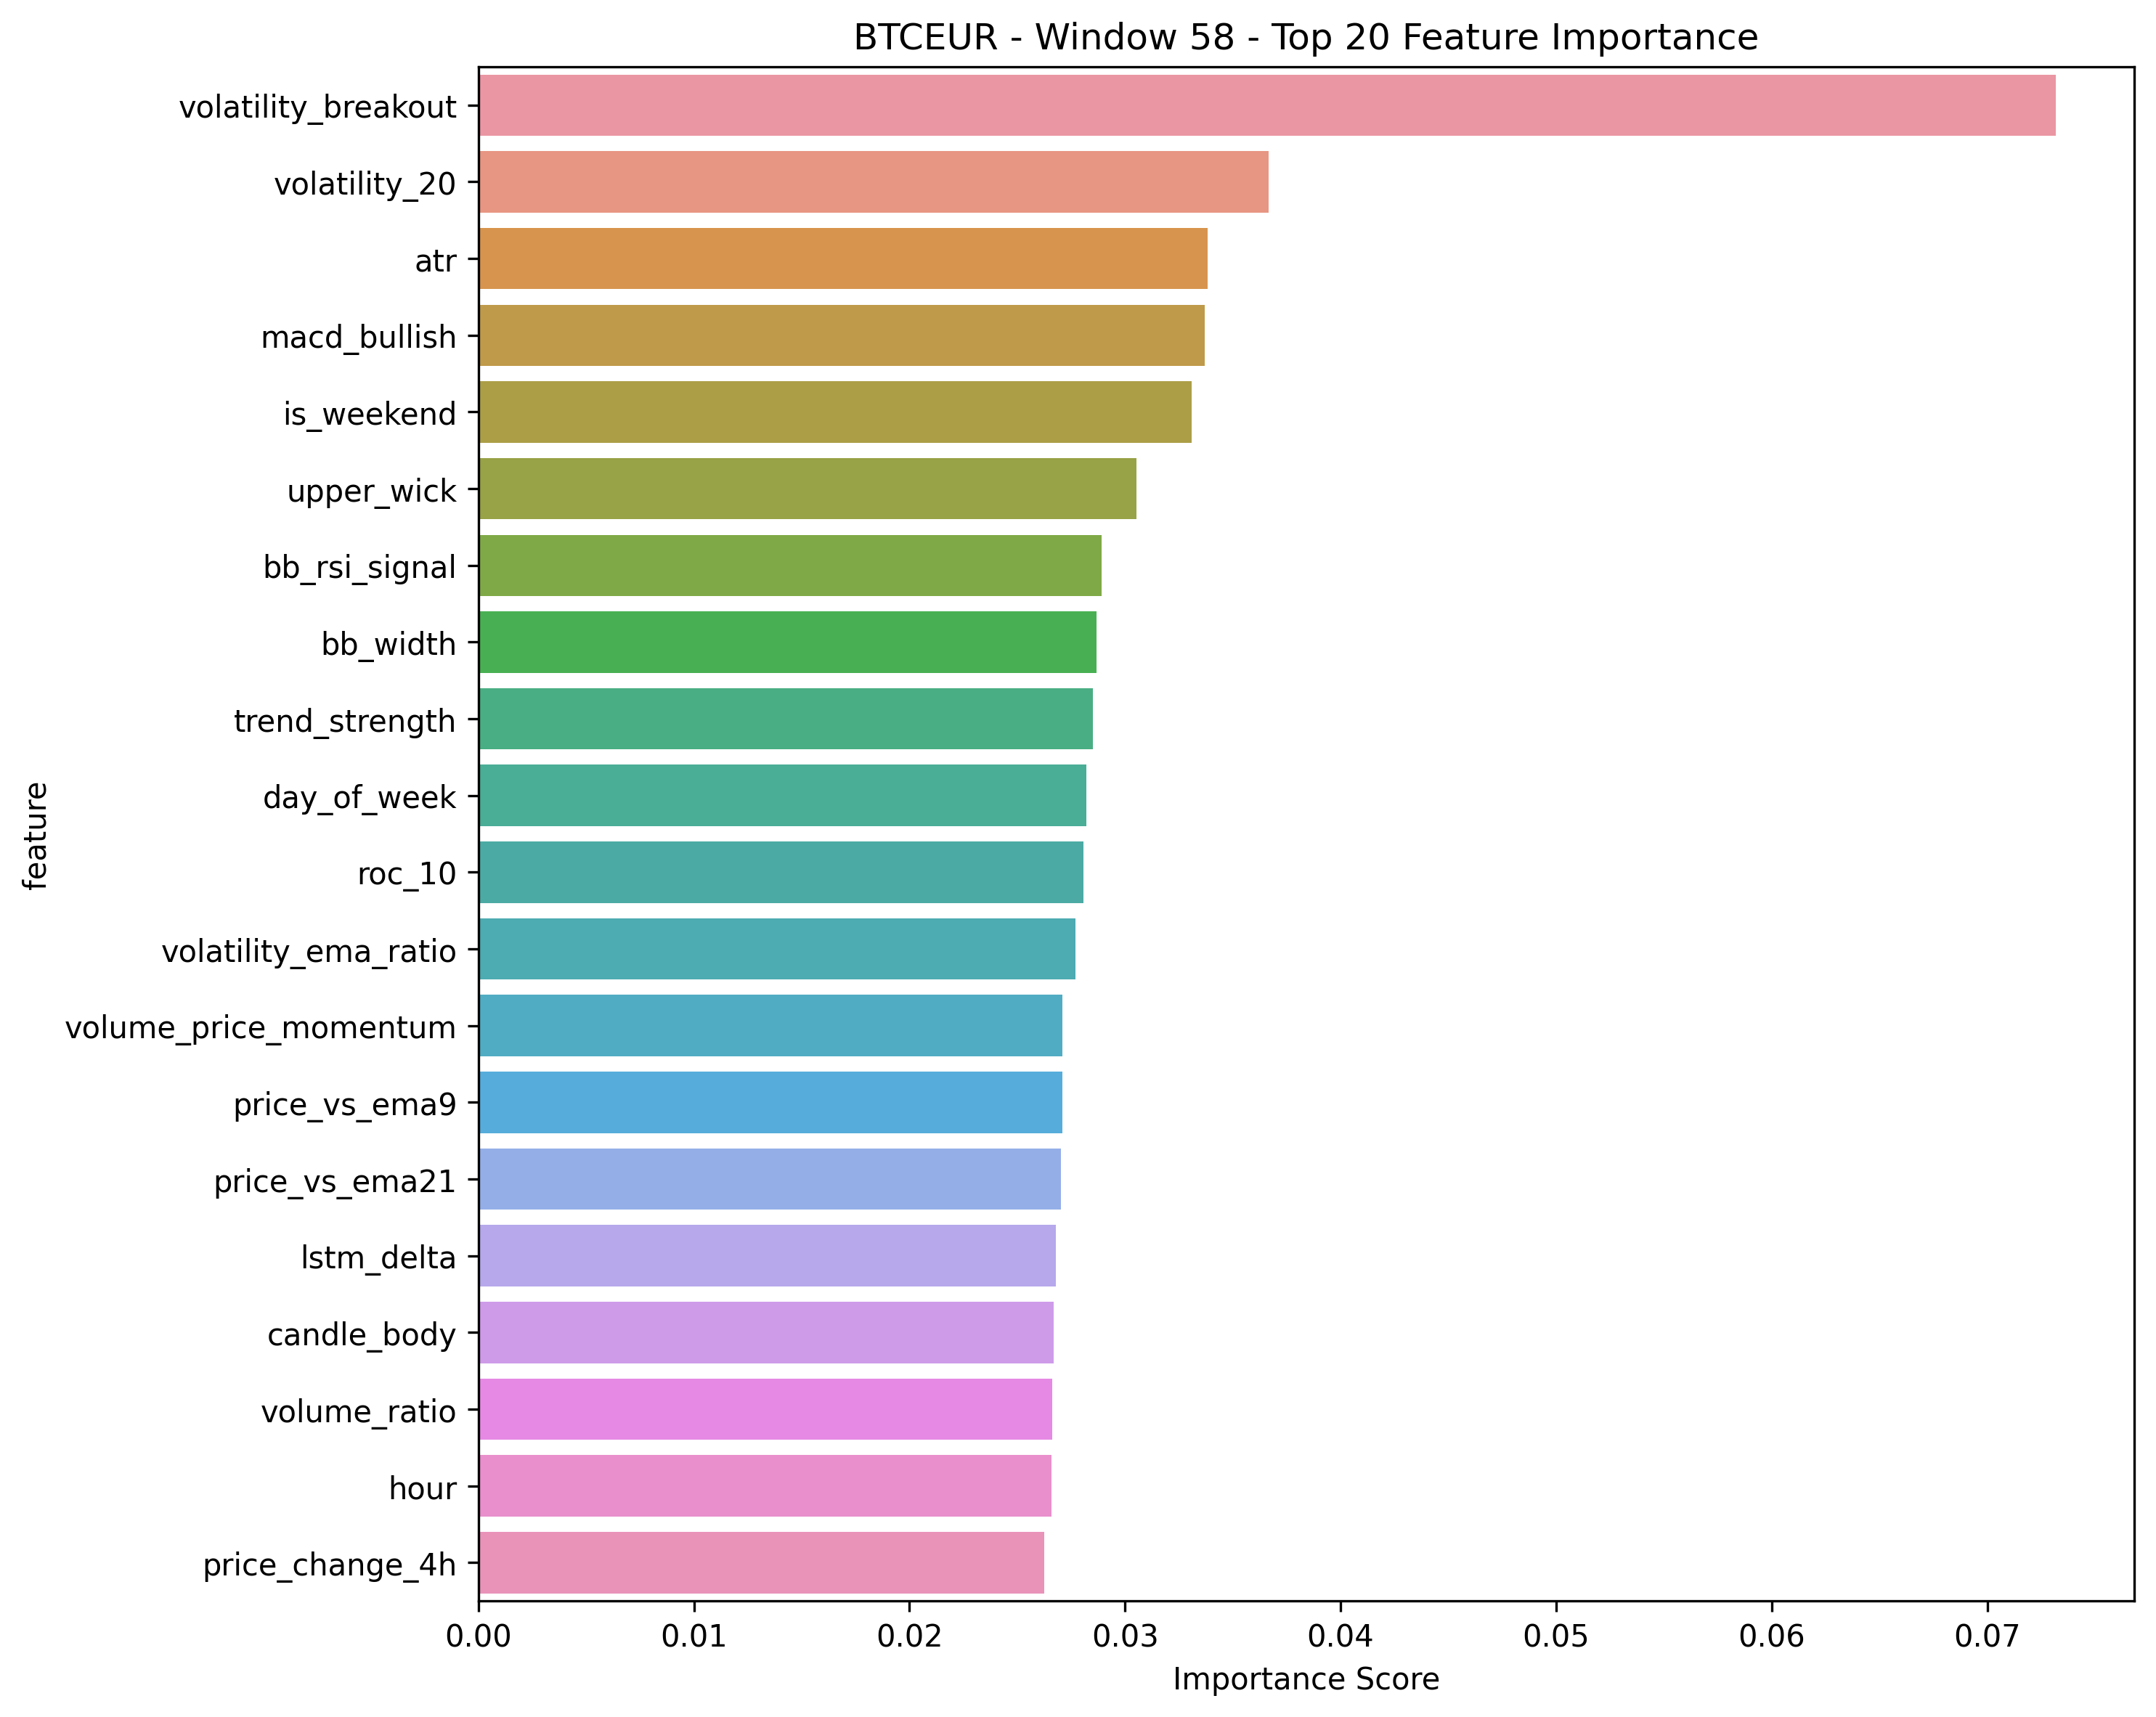 BTCEUR - Window 58 - Top 20 Feature Importance
volatility_breakout
volatility_20
atr
macd_bullish
is_weekend
upper_wick
bb_rsi_signal
bb_width
trend_strength
day_of_week
roc_10
volatility_ema_ratio
volume_price_momentum
price_vs_ema9
price_vs_ema21
lstm_delta
candle_body
volume_ratio
hour
price_change_4h
feature
0.00 0.01 0.02 0.03 0.04 0.05 0.06 0.07
Importance Score